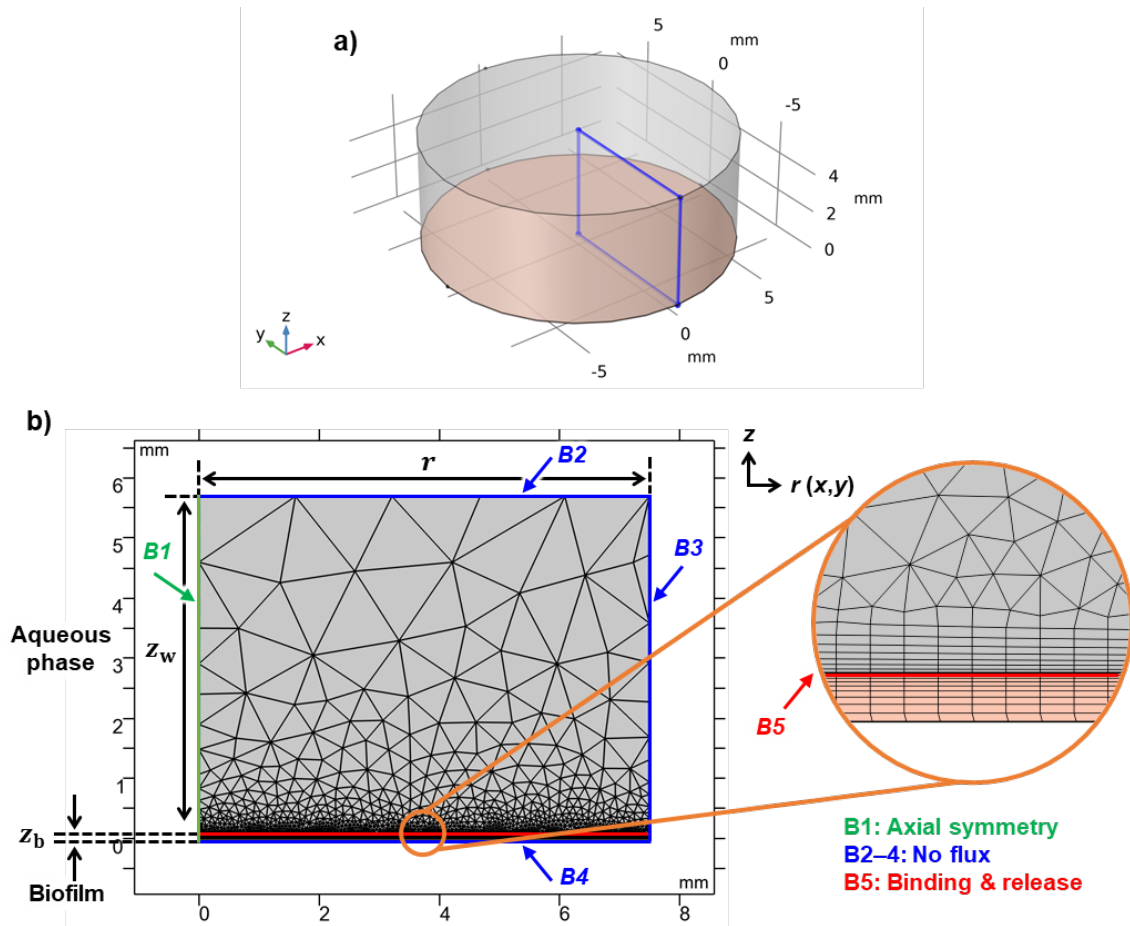 a)
5
mm
0
-5
4
mm
2
0
5
0
mm
-5
z
y
x
b)
mm
r
B2
z
r (x,y)
6
5
B1
B3
4
Aqueous
phase
z_w
3
2
B5
1
z_b
0
Biofilm
B4
mm
0
2
4
6
8
B1: Axial symmetry
B2–4: No flux
B5: Binding & release